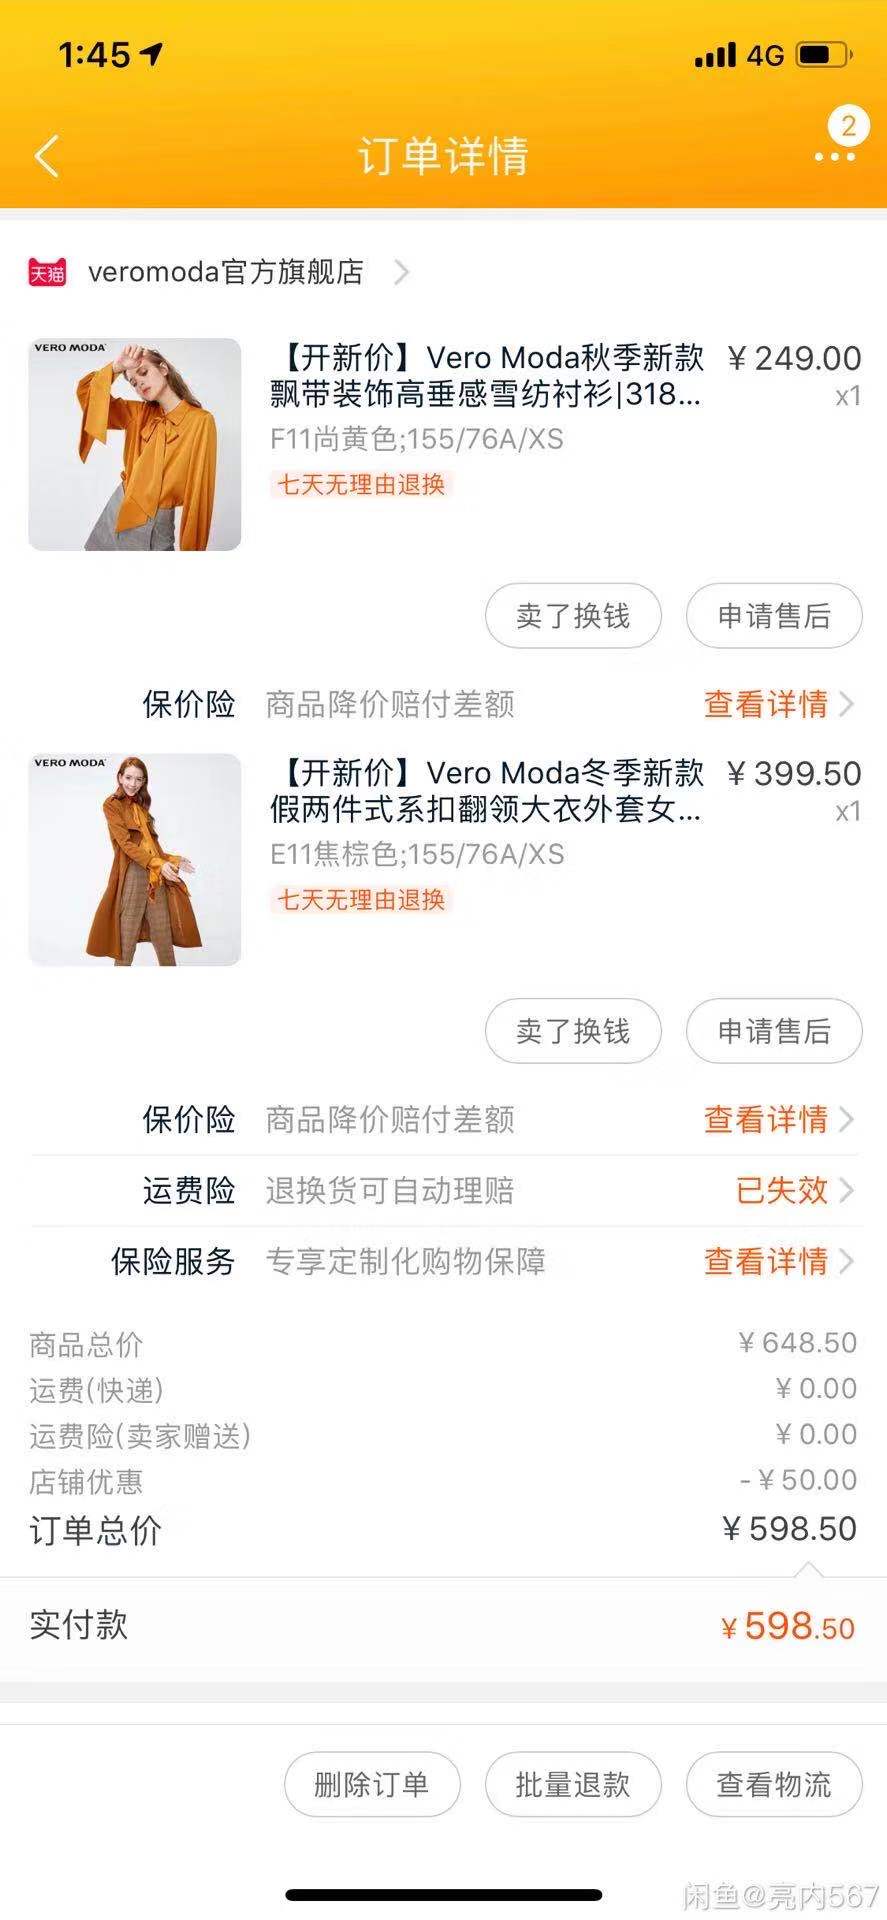 1:45
4G
2
订单详情
天猫 veromoda官方旗舰店
VERO MODA
【开新价】Vero Moda秋季新款 ¥249.00
飘带装饰高垂感雪纺衬衫|318... x1
F11尚黄色;155/76A/XS
七天无理由退换
卖了换钱 申请售后
保价险 商品降价赔付差额 查看详情
VERO MODA
【开新价】Vero Moda冬季新款 ¥399.50
假两件式系扣翻领大衣外套女... x1
E11焦棕色;155/76A/XS
七天无理由退换
卖了换钱 申请售后
保价险 商品降价赔付差额 查看详情
运费险 退换货可自动理赔 已失效
保险服务 专享定制化购物保障 查看详情
商品总价 ¥648.50
运费(快递) ¥0.00
运费险(卖家赠送) ¥0.00
店铺优惠 -¥50.00
订单总价 ¥598.50
实付款 ¥598.50
删除订单 批量退款 查看物流
闲鱼@亮内567